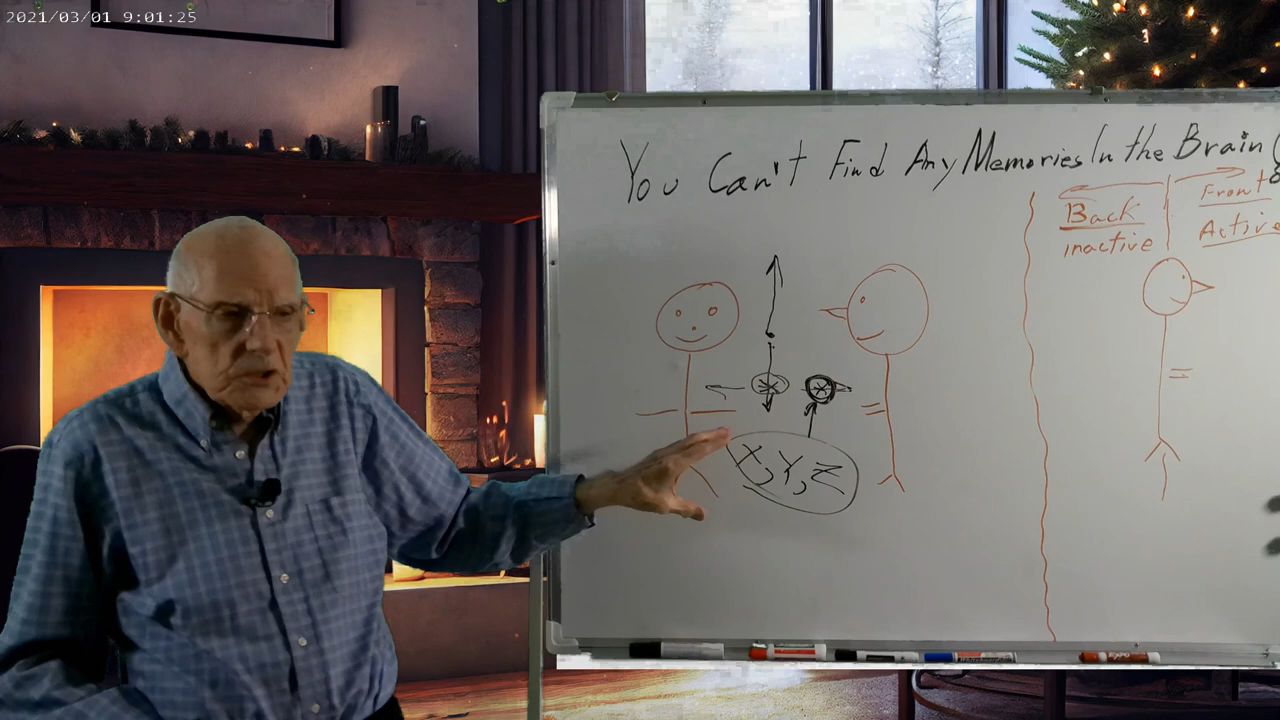 2021/03/01 9:01:25
You Can't Find Any Memories In the Brain (
Back
inactive
Front
Active
X, Y, Z